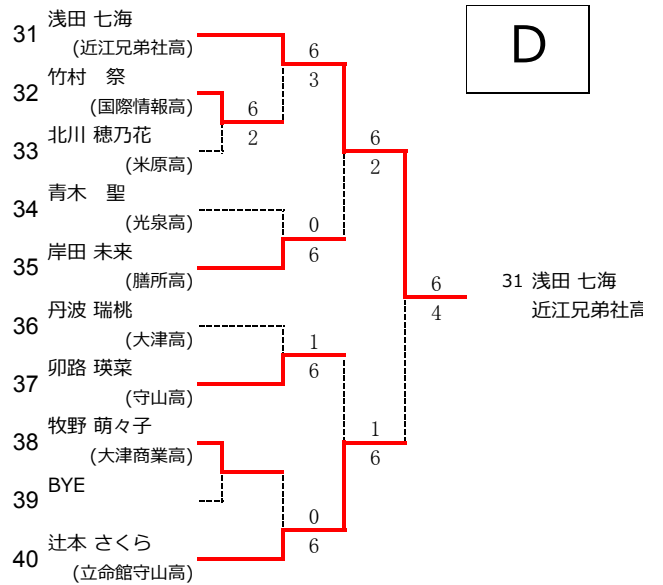 D
31 浅田 七海
(近江兄弟社高)
32 竹村　祭
(国際情報高)
33 北川 穂乃花
(米原高)
34 青木　聖
(光泉高)
35 岸田 未来
(膳所高)
36 丹波 瑞桃
(大津高)
37 卯路 瑛菜
(守山高)
38 牧野 萌々子
(大津商業高)
39 BYE
40 辻本 さくら
(立命館守山高)
6
2
6
3
0
6
1
6
0
6
6
2
1
6
6
4
31 浅田 七海
近江兄弟社高